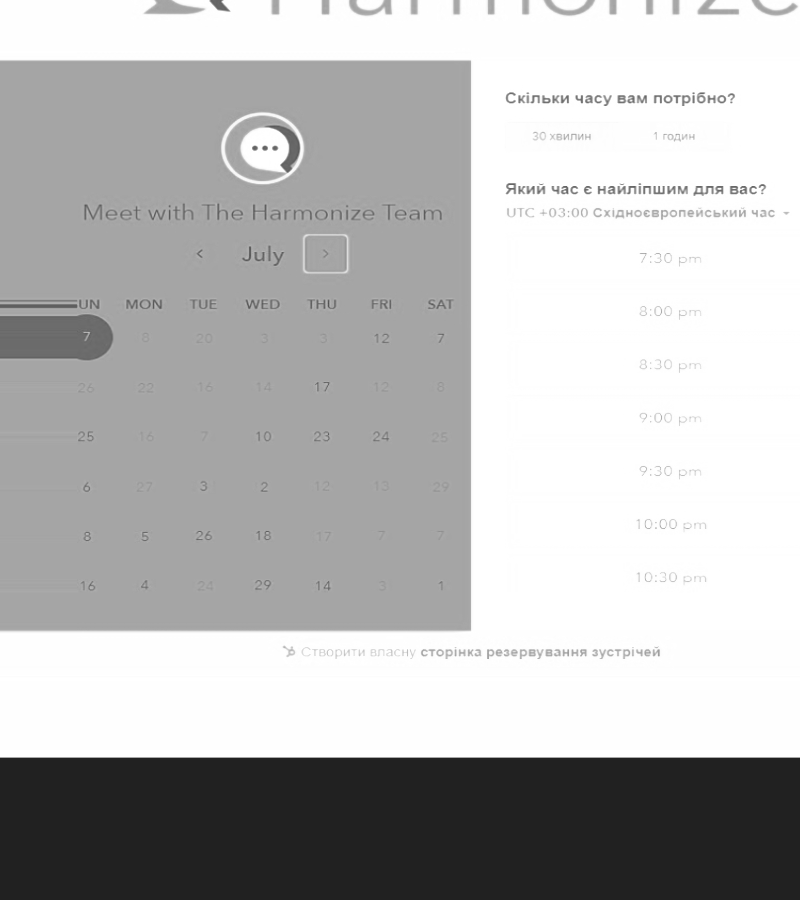 Harmonize
Meet with The Harmonize Team
July
UN MON TUE WED THU FRI SAT
7 8 20 3 3 12 7
26 22 16 14 17 12 8
25 16 7 10 23 24 25
6 27 3 2 12 13 29
8 5 26 18 17 7 7
16 4 24 29 14 3 1
Скільки часу вам потрібно?
30 хвилин 1 годин
Який час є найліпшим для вас?
UTC +03:00 Східноєвропейський час
7:30 pm
8:00 pm
8:30 pm
9:00 pm
9:30 pm
10:00 pm
10:30 pm
Створити власну сторінка резервування зустрічей